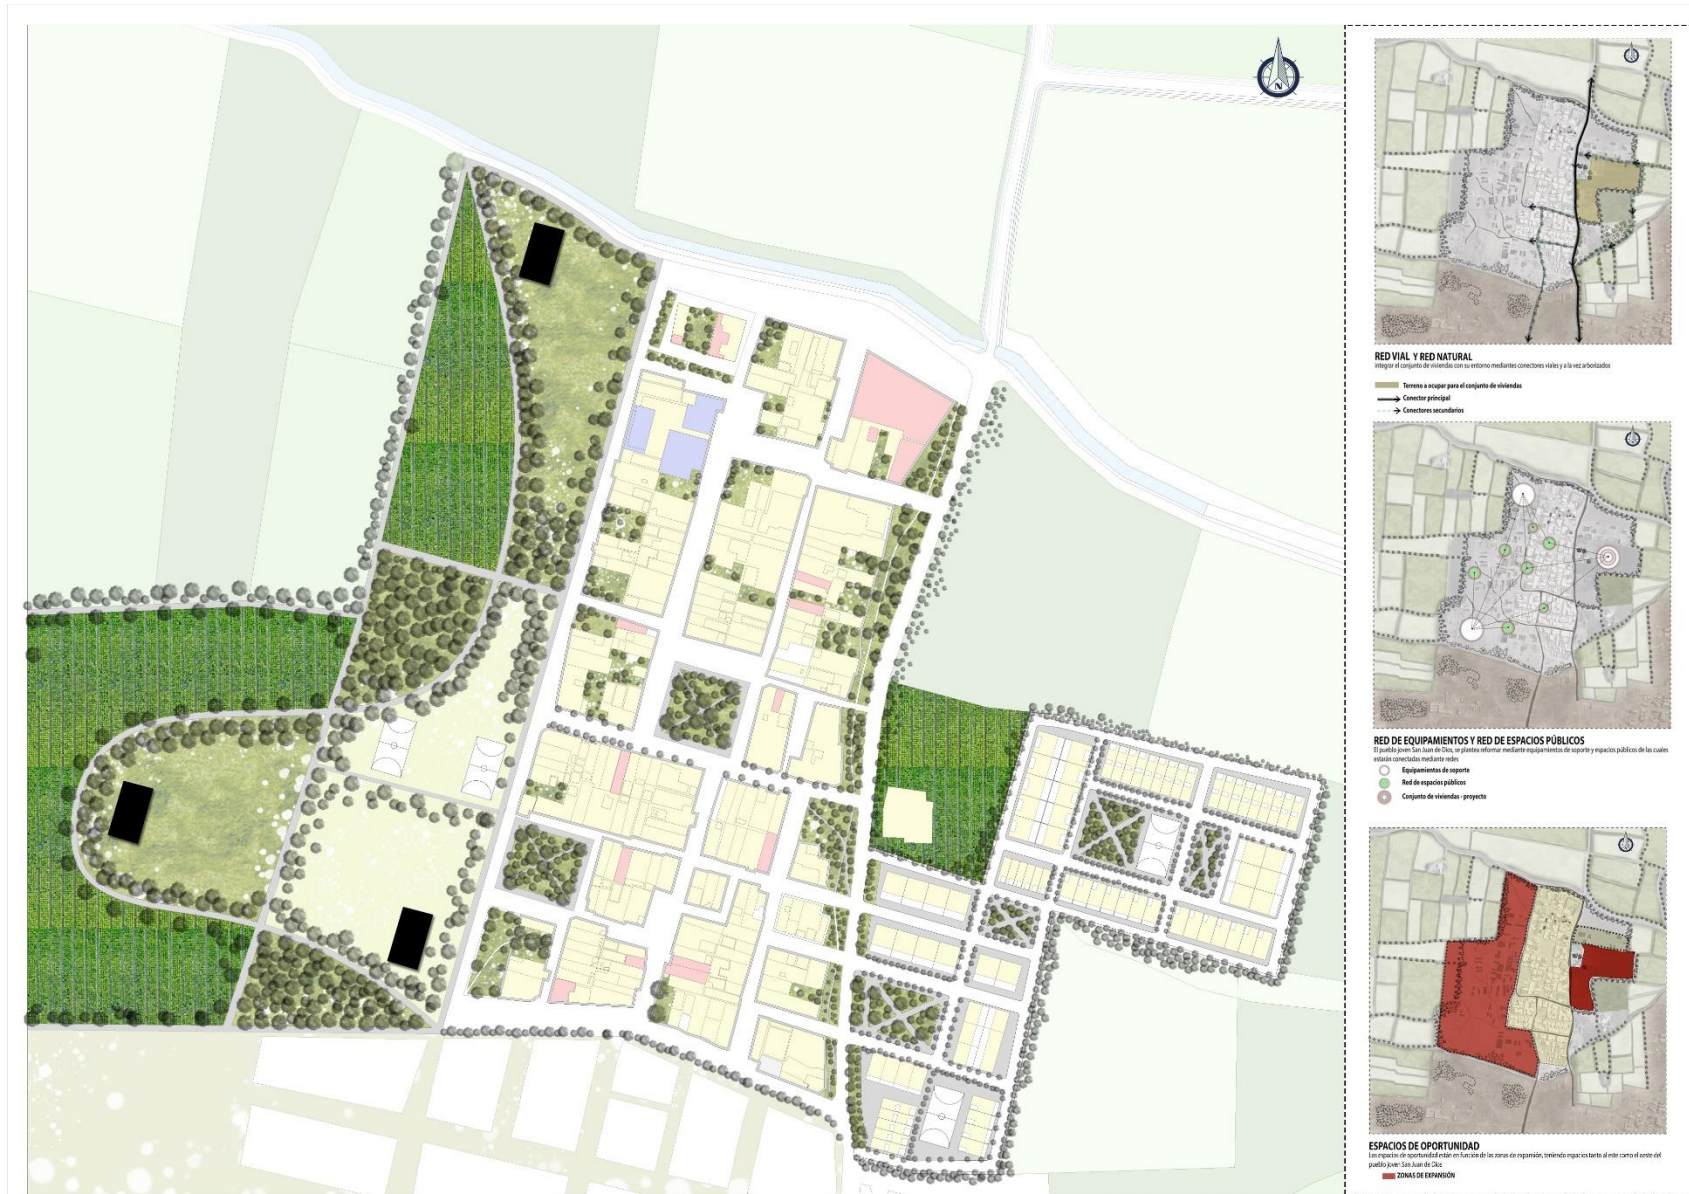 N
RED VIAL Y RED NATURAL
integrar el conjunto de viviendas con su entorno mediantes conectores viales y a la vez arborizados
Terreno a ocupar para el conjunto de viviendas
Conector principal
Conectores secundarios
RED DE EQUIPAMIENTOS Y RED DE ESPACIOS PÚBLICOS
El pueblo joven San Juan de Dios, se plantea reformar mediante equipamientos de soporte y espacios públicos de las cuales
estarán conectadas mediante redes
Equipamientos de soporte
Red de espacios públicos
Conjunto de viviendas - proyecto
ESPACIOS DE OPORTUNIDAD
Los espacios de oportunidad están en función de las zonas de expansión, teniendo espacios tanto al este como el oeste del
pueblo joven San Juan de Dios
ZONAS DE EXPANSIÓN